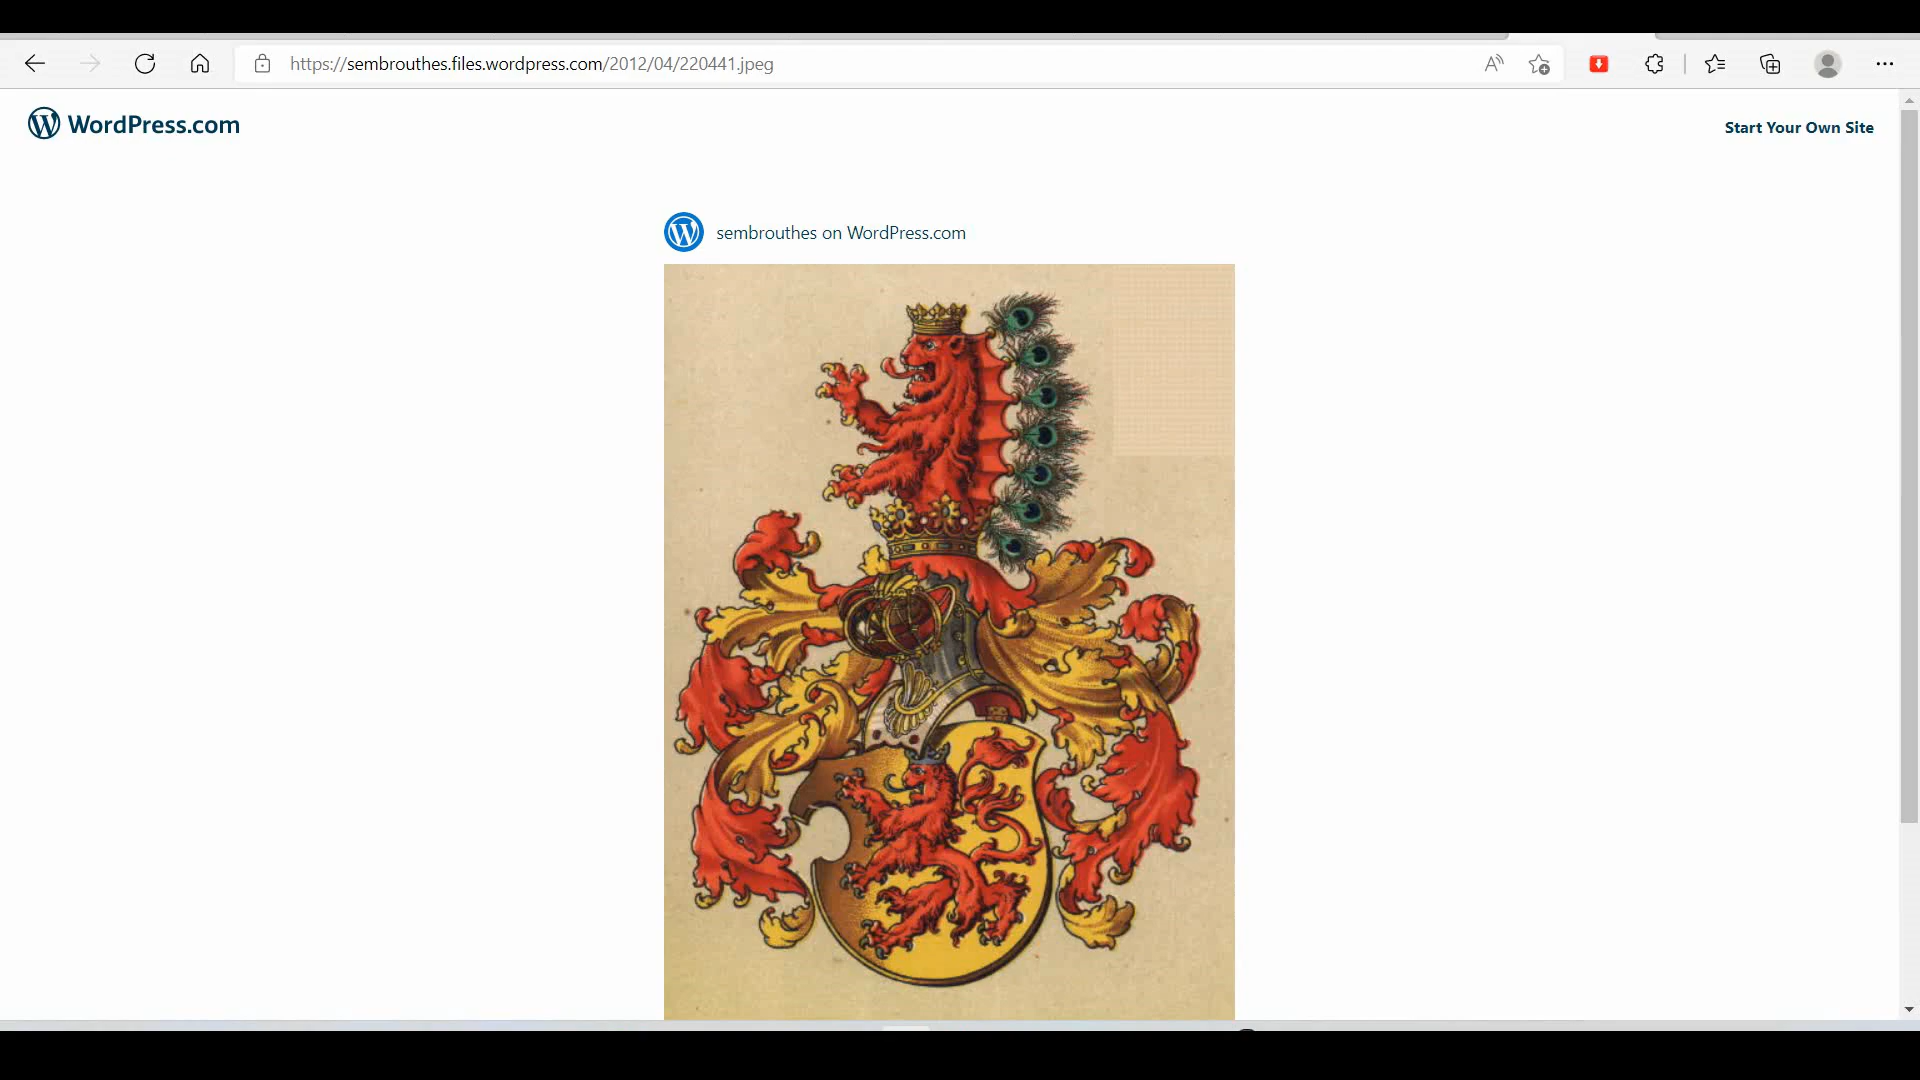 https://sembrouthes.files.wordpress.com/2012/04/220441.jpeg
WordPress.com
Start Your Own Site
sembrouthes on WordPress.com